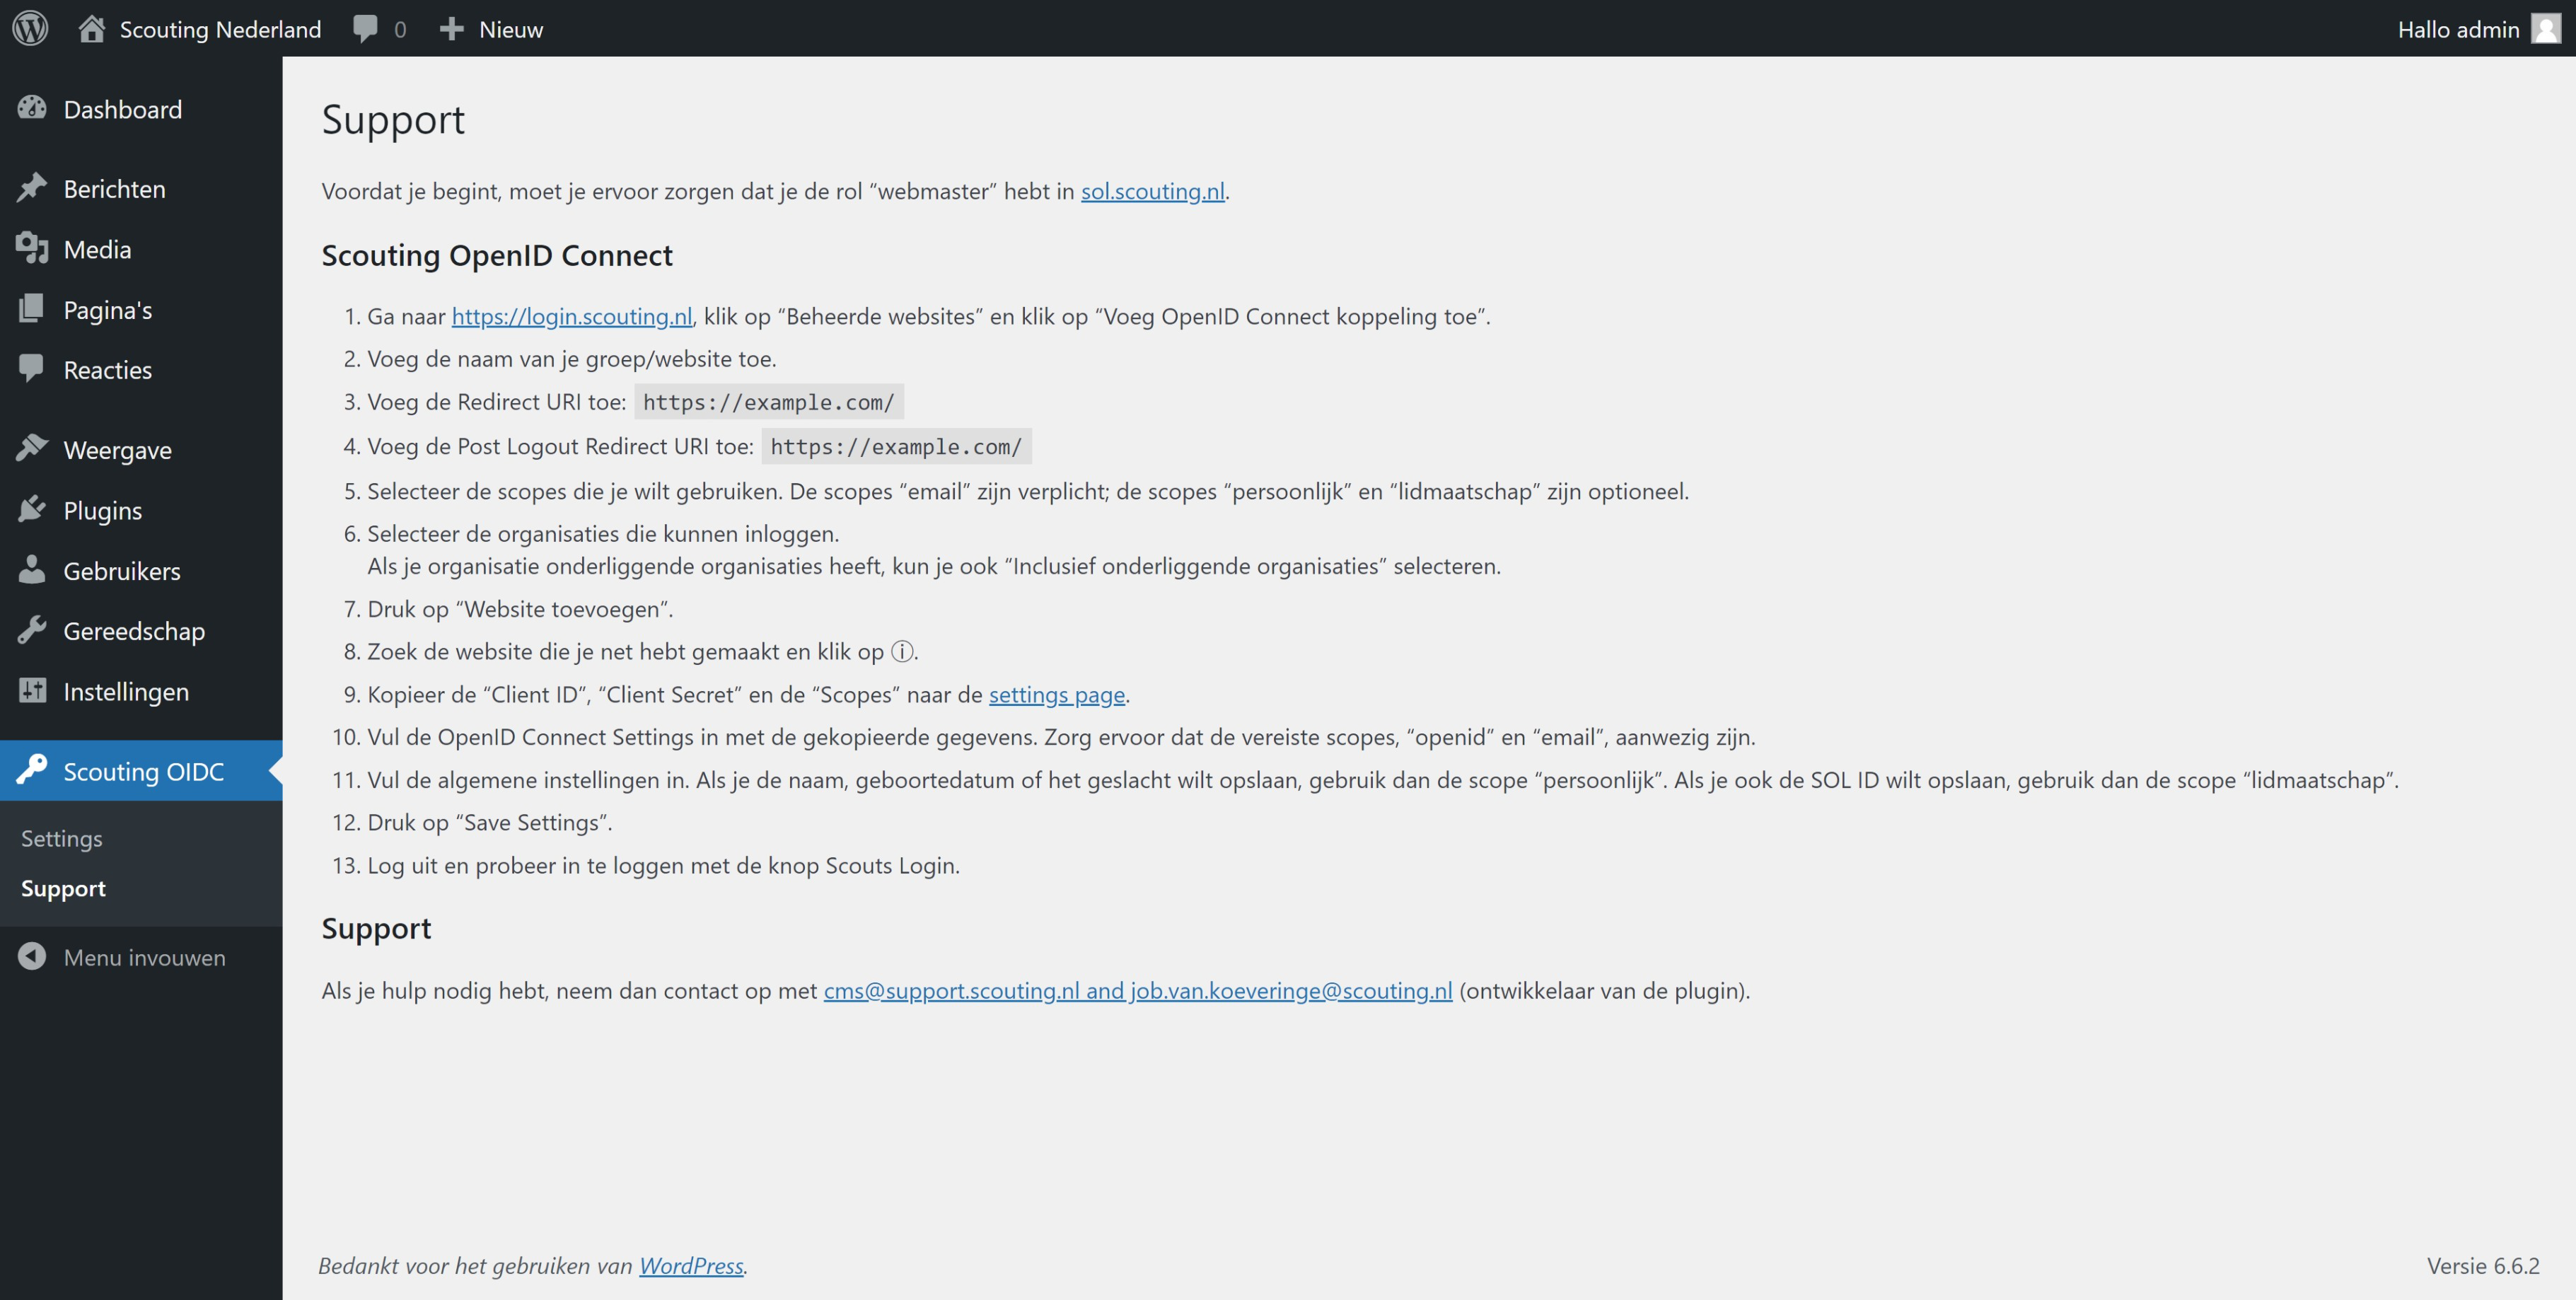 Scouting Nederland
0
Nieuw
Hallo admin
Dashboard
Berichten
Media
Pagina's
Reacties
Weergave
Plugins
Gebruikers
Gereedschap
Instellingen
Scouting OIDC
Settings
Support
Menu invouwen
Support
Voordat je begint, moet je ervoor zorgen dat je de rol “webmaster” hebt in sol.scouting.nl.
Scouting OpenID Connect
1. Ga naar https://login.scouting.nl, klik op “Beheerde websites” en klik op “Voeg OpenID Connect koppeling toe”.
2. Voeg de naam van je groep/website toe.
3. Voeg de Redirect URI toe: https://example.com/
4. Voeg de Post Logout Redirect URI toe: https://example.com/
5. Selecteer de scopes die je wilt gebruiken. De scopes “email” zijn verplicht; de scopes “persoonlijk” en “lidmaatschap” zijn optioneel.
6. Selecteer de organisaties die kunnen inloggen.
Als je organisatie onderliggende organisaties heeft, kun je ook “Inclusief onderliggende organisaties” selecteren.
7. Druk op “Website toevoegen”.
8. Zoek de website die je net hebt gemaakt en klik op ⓘ.
9. Kopieer de “Client ID”, “Client Secret” en de “Scopes” naar de settings page.
10. Vul de OpenID Connect Settings in met de gekopieerde gegevens. Zorg ervoor dat de vereiste scopes, “openid” en “email”, aanwezig zijn.
11. Vul de algemene instellingen in. Als je de naam, geboortedatum of het geslacht wilt opslaan, gebruik dan de scope “persoonlijk”. Als je ook de SOL ID wilt opslaan, gebruik dan de scope “lidmaatschap”.
12. Druk op “Save Settings”.
13. Log uit en probeer in te loggen met de knop Scouts Login.
Support
Als je hulp nodig hebt, neem dan contact op met cms@support.scouting.nl and job.van.koeveringe@scouting.nl (ontwikkelaar van de plugin).
Bedankt voor het gebruiken van WordPress.
Versie 6.6.2